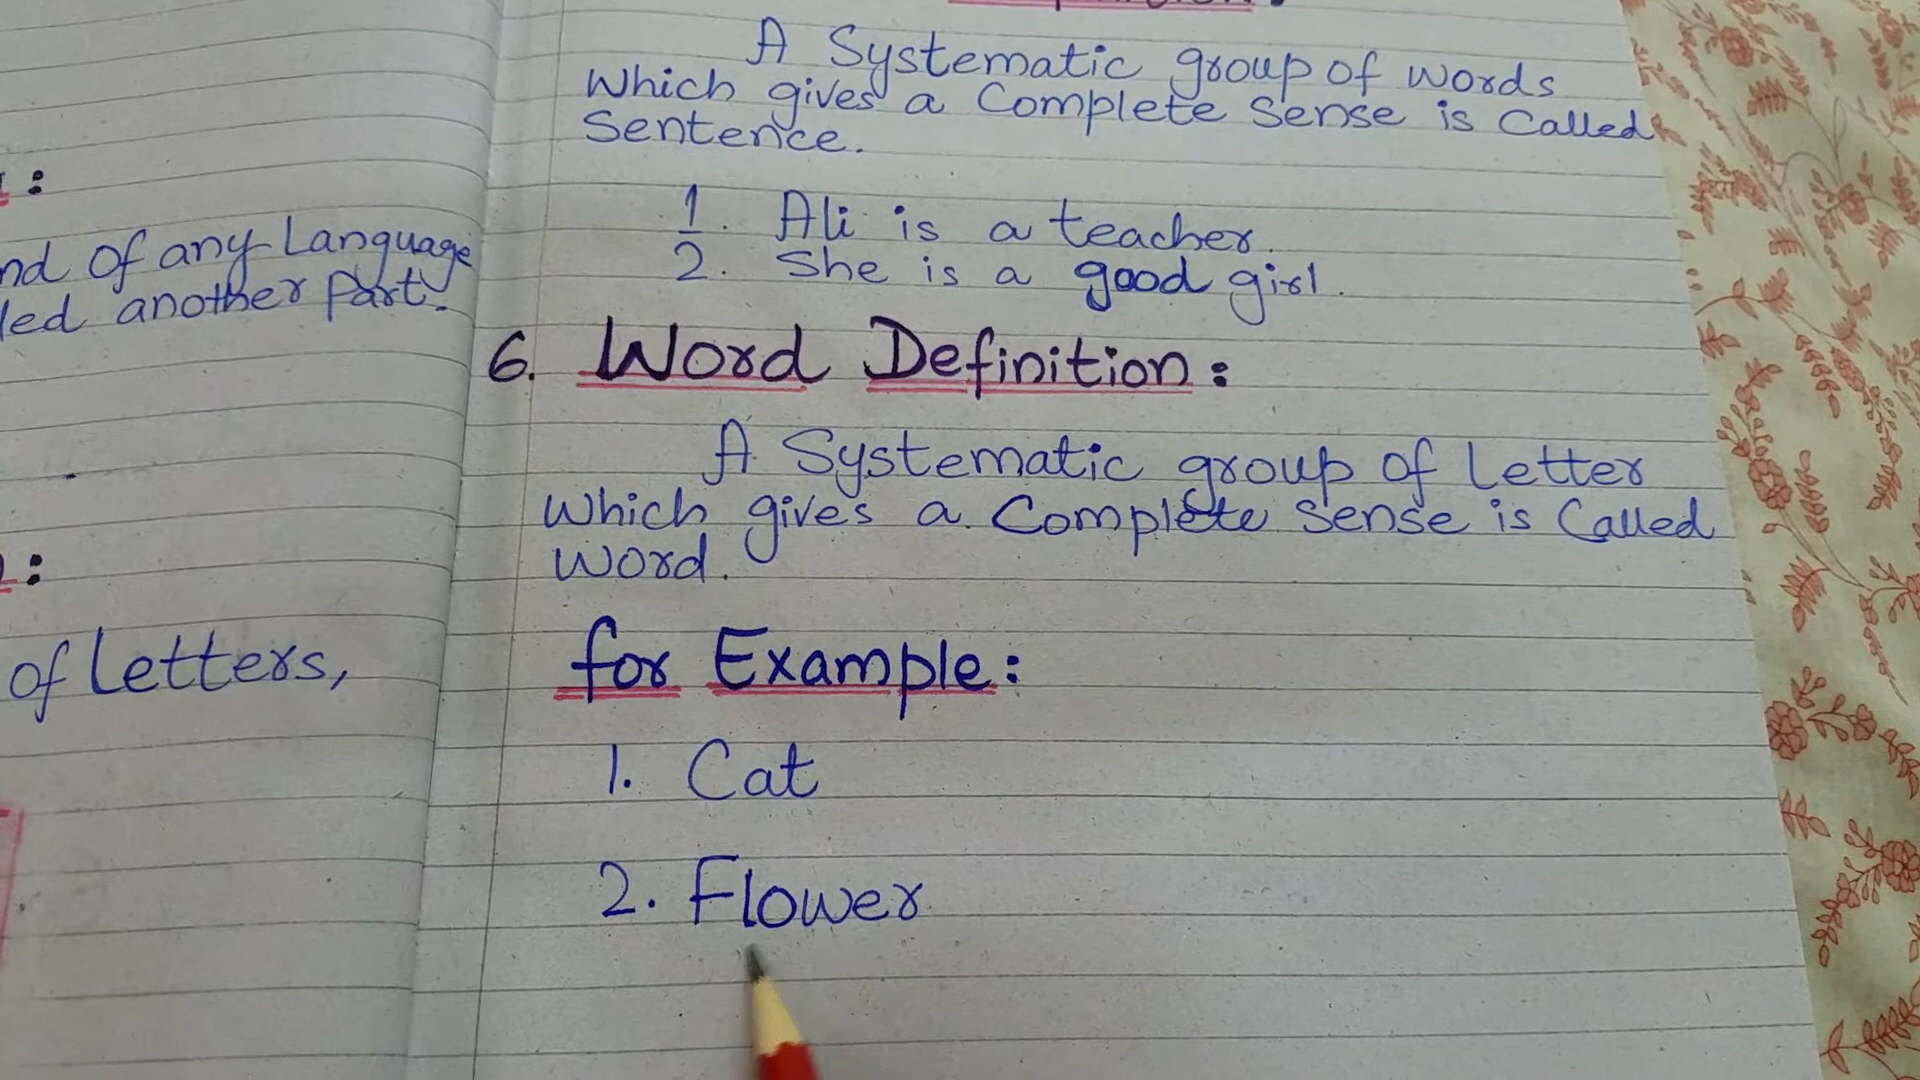 :
nd of any Language
led another Part.
:
of Letters,
A Systematic group of words
Which gives a Complete Sense is Called
Sentence.
1. Ali is a teacher.
2. She is a good girl.
6. Word Definition:
A Systematic group of Letter
Which gives a Complete Sense is Called
Word.
for Example:
1. Cat
2. Flower